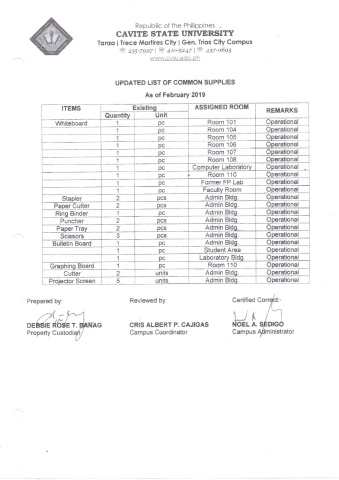 Republic of the Philippines
CAVITE STATE UNIVERSITY
Tanza | Trece Martires City | Gen. Trias City Campus
www.cvsu.edu.ph
UPDATED LIST OF COMMON SUPPLIES
As of February 2019
ITEMS Existing ASSIGNED ROOM REMARKS
Quantity Unit
Whiteboard 1 pc Room 101 Operational
1 pc Room 104 Operational
1 pc Room 105 Operational
1 pc Room 106 Operational
1 pc Room 107 Operational
1 pc Room 108 Operational
1 pc Computer Laboratory Operational
1 pc Room 110 Operational
1 pc Former FP Lab Operational
1 pc Faculty Room Operational
Stapler 2 pcs Admin Bldg. Operational
Paper Cutter 2 pcs Admin Bldg. Operational
Ring Binder 1 pc Admin Bldg. Operational
Puncher 2 pcs Admin Bldg. Operational
Paper Tray 2 pcs Admin Bldg. Operational
Scissors 3 pcs Admin Bldg. Operational
Bulletin Board 1 pc Admin Bldg. Operational
1 pc Student Area Operational
1 pc Laboratory Bldg. Operational
Graphing Board 1 pc Room 110 Operational
Cutter 2 units Admin Bldg. Operational
Projector Screen 5 units Admin Bldg. Operational
Prepared by: Reviewed by: Certified Correct:
DEBBIE ROSE T. BANAG CRIS ALBERT P. CAJIGAS NOEL A. SEDIGO
Property Custodian Campus Coordinator Campus Administrator